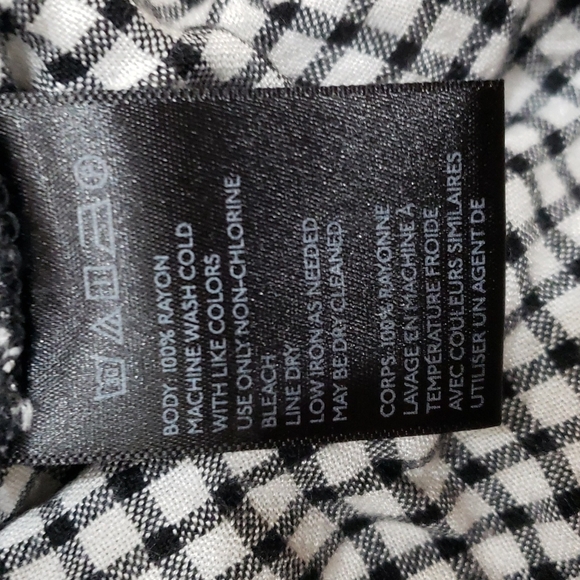 BODY: 100% RAYON
MACHINE WASH COLD
WITH LIKE COLORS
USE ONLY NON-CHLORINE
BLEACH
LINE DRY
LOW IRON AS NEEDED
MAY BE DRY CLEANED
CORPS: 100% RAYONNE
LAVAGE EN MACHINE À
TEMPÉRATURE FROIDE
AVEC COULEURS SIMILAIRES
UTILISER UN AGENT DE